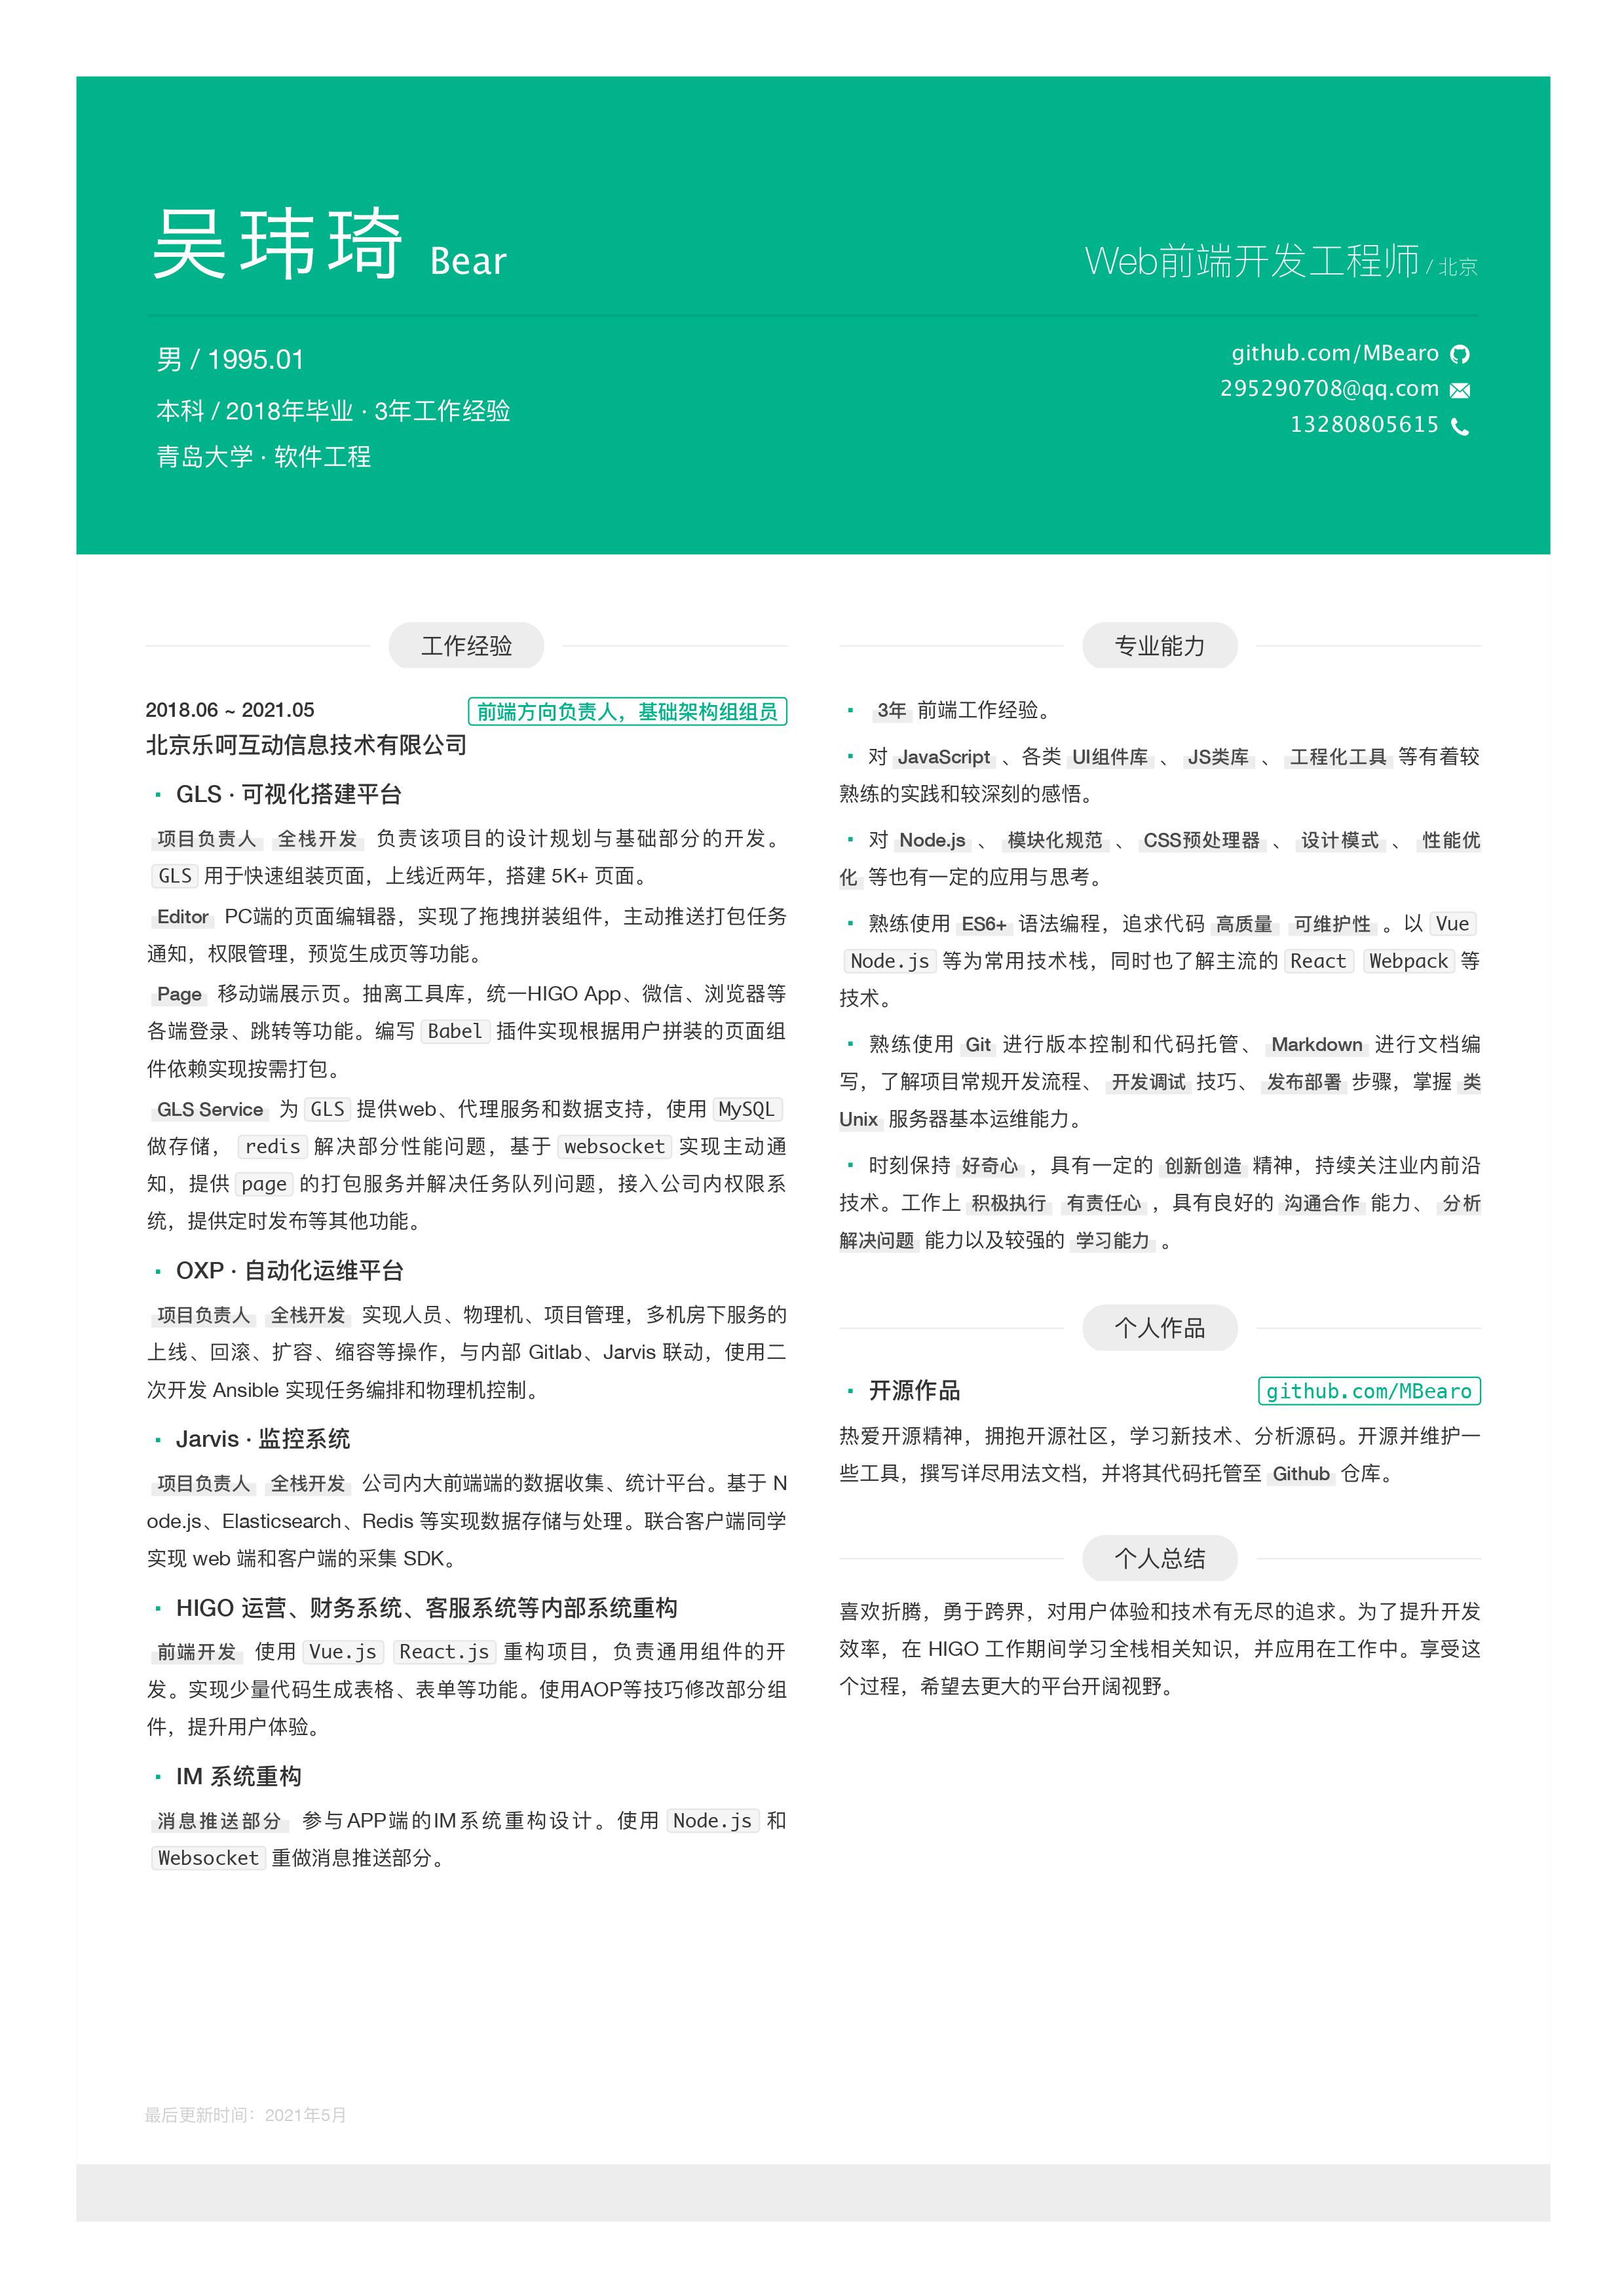 吴玮琦 Bear
Web前端开发工程师 / 北京
男 / 1995.01
本科 / 2018年毕业 · 3年工作经验
青岛大学 · 软件工程
github.com/MBearo
295290708@qq.com
13280805615
工作经验
2018.06 ~ 2021.05 前端方向负责人，基础架构组组员
北京乐呵互动信息技术有限公司
GLS · 可视化搭建平台
项目负责人 全栈开发 负责该项目的设计规划与基础部分的开发。
GLS 用于快速组装页面，上线近两年，搭建 5K+ 页面。
Editor PC端的页面编辑器，实现了拖拽拼装组件，主动推送打包任务
通知，权限管理，预览生成页等功能。
Page 移动端展示页。抽离工具库，统一HIGO App、微信、浏览器等
各端登录、跳转等功能。编写 Babel 插件实现根据用户拼装的页面组
件依赖实现按需打包。
GLS Service 为 GLS 提供web、代理服务和数据支持，使用 MySQL
做存储， redis 解决部分性能问题，基于 websocket 实现主动通
知，提供 page 的打包服务并解决任务队列问题，接入公司内权限系
统，提供定时发布等其他功能。
OXP · 自动化运维平台
项目负责人 全栈开发 实现人员、物理机、项目管理，多机房下服务的
上线、回滚、扩容、缩容等操作，与内部 Gitlab、Jarvis 联动，使用二
次开发 Ansible 实现任务编排和物理机控制。
Jarvis · 监控系统
项目负责人 全栈开发 公司内大前端端的数据收集、统计平台。基于 N
ode.js、Elasticsearch、Redis 等实现数据存储与处理。联合客户端同学
实现 web 端和客户端的采集 SDK。
HIGO 运营、财务系统、客服系统等内部系统重构
前端开发 使用 Vue.js React.js 重构项目，负责通用组件的开
发。实现少量代码生成表格、表单等功能。使用AOP等技巧修改部分组
件，提升用户体验。
IM 系统重构
消息推送部分 参与APP端的IM系统重构设计。使用 Node.js 和
Websocket 重做消息推送部分。
专业能力
3年 前端工作经验。
对 JavaScript 、各类 UI组件库 、 JS类库 、 工程化工具 等有着较
熟练的实践和较深刻的感悟。
对 Node.js 、 模块化规范 、 CSS预处理器 、 设计模式 、 性能优
化 等也有一定的应用与思考。
熟练使用 ES6+ 语法编程，追求代码 高质量 可维护性 。以 Vue
Node.js 等为常用技术栈，同时也了解主流的 React Webpack 等
技术。
熟练使用 Git 进行版本控制和代码托管、 Markdown 进行文档编
写，了解项目常规开发流程、 开发调试 技巧、 发布部署 步骤，掌握 类
Unix 服务器基本运维能力。
时刻保持 好奇心 ，具有一定的 创新创造 精神，持续关注业内前沿
技术。工作上 积极执行 有责任心 ，具有良好的 沟通合作 能力、 分析
解决问题 能力以及较强的 学习能力 。
个人作品
开源作品 github.com/MBearo
热爱开源精神，拥抱开源社区，学习新技术、分析源码。开源并维护一
些工具，撰写详尽用法文档，并将其代码托管至 Github 仓库。
个人总结
喜欢折腾，勇于跨界，对用户体验和技术有无尽的追求。为了提升开发
效率，在 HIGO 工作期间学习全栈相关知识，并应用在工作中。享受这
个过程，希望去更大的平台开阔视野。
最后更新时间：2021年5月